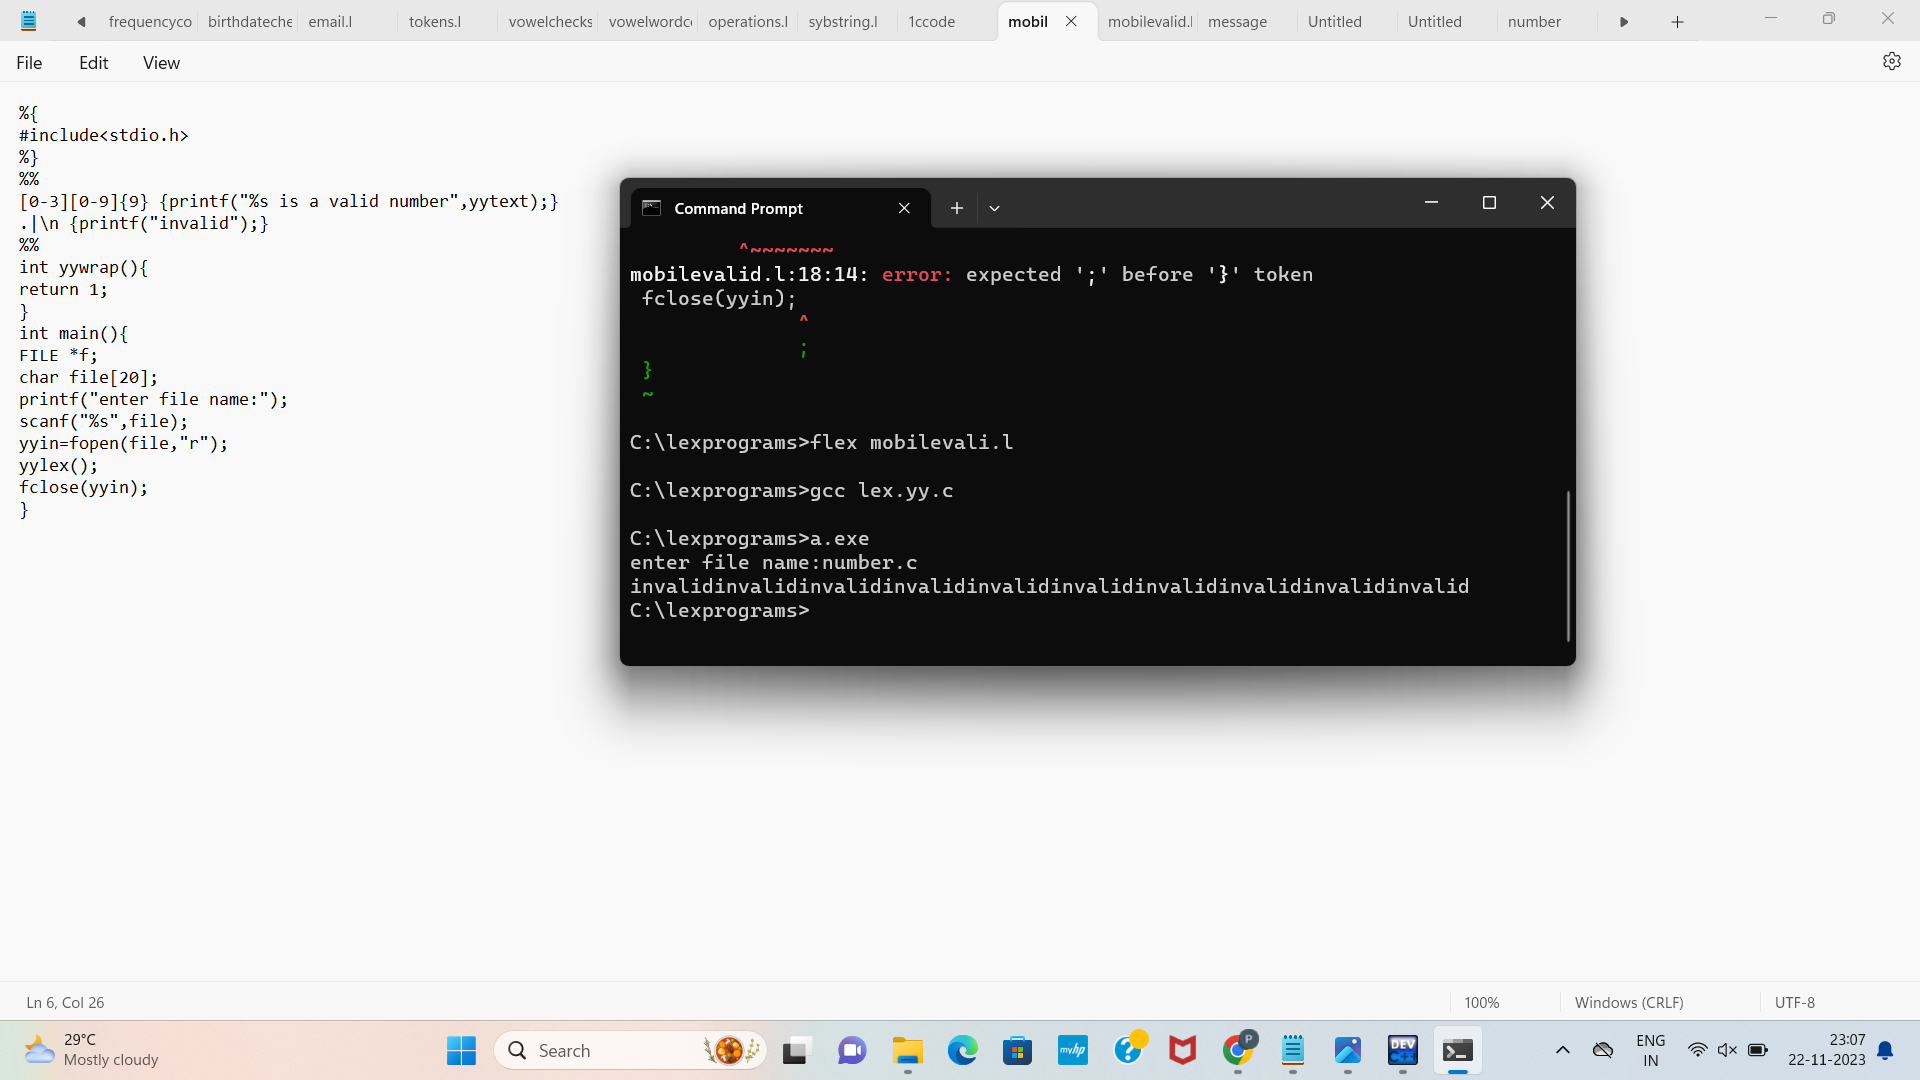 frequencyco birthdateche email.l tokens.l vowelchecks vowelwordco operations.l sybstring.l 1ccode mobil mobilevalid.l message Untitled Untitled number
File Edit View
%{
#include<stdio.h>
%}
%%
[0-3][0-9]{9} {printf("%s is a valid number",yytext);}
.|\n {printf("invalid");}
%%
int yywrap(){
return 1;
}
int main(){
FILE *f;
char file[20];
printf("enter file name:");
scanf("%s",file);
yyin=fopen(file,"r");
yylex();
fclose(yyin);
}
Command Prompt
^~~~~~~~
mobilevalid.l:18:14: error: expected ';' before '}' token
fclose(yyin);
^
;
}
~
C:\lexprograms>flex mobilevali.l
C:\lexprograms>gcc lex.yy.c
C:\lexprograms>a.exe
enter file name:number.c
invalidinvalidinvalidinvalidinvalidinvalidinvalidinvalidinvalidinvalid
C:\lexprograms>
Ln 6, Col 26 100% Windows (CRLF) UTF-8
29°C
Mostly cloudy
Search
myhp
P
DEV
C++
ENG
IN
23:07
22-11-2023